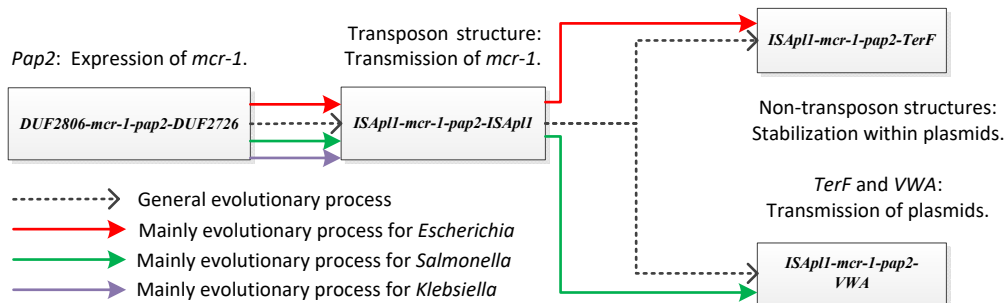 Pap2: Expression of mcr-1.
Transposon structure:
Transmission of mcr-1.
DUF2806-mcr-1-pap2-DUF2726
ISApl1-mcr-1-pap2-ISApl1
ISApl1-mcr-1-pap2-TerF
Non-transposon structures:
Stabilization within plasmids.
TerF and VWA:
Transmission of plasmids.
ISApl1-mcr-1-pap2-
VWA
General evolutionary process
Mainly evolutionary process for Escherichia
Mainly evolutionary process for Salmonella
Mainly evolutionary process for Klebsiella